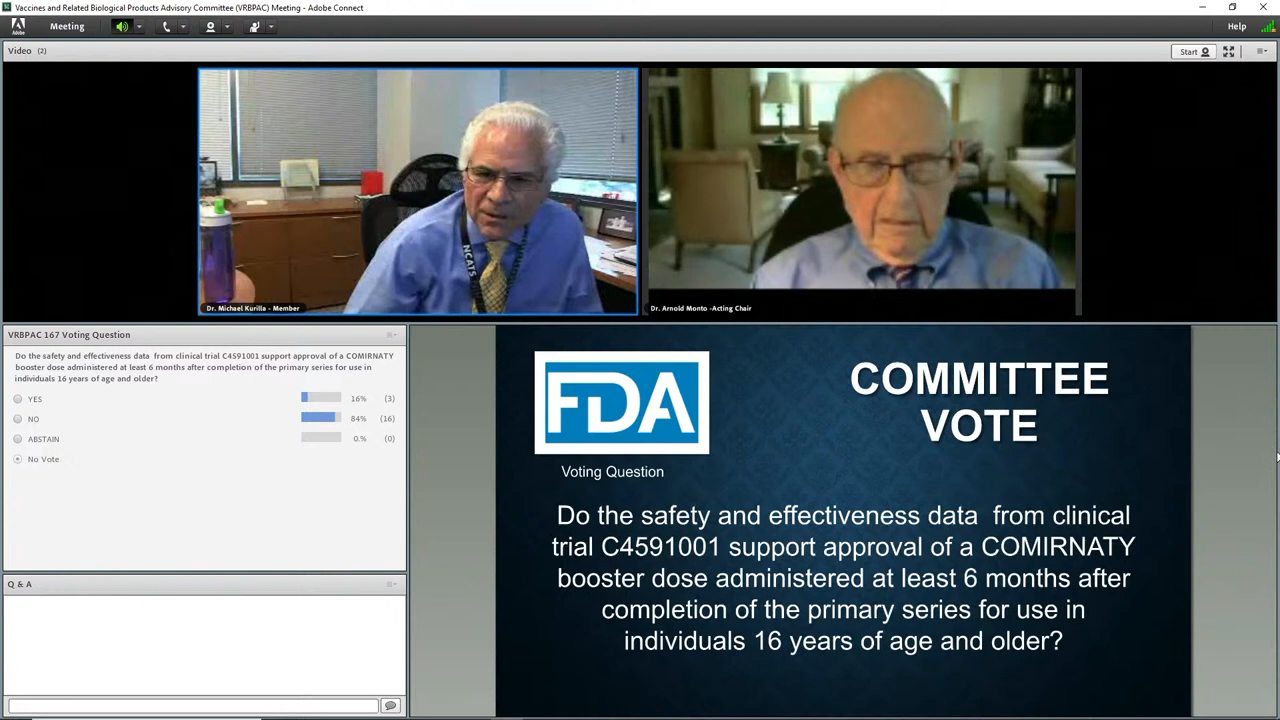 Vaccines and Related Biological Products Advisory Committee (VRBPAC) Meeting - Adobe Connect
Meeting
Help
Adobe
Video (2)
Start
NCATS
Dr. Michael Kurilla - Member
Dr. Arnold Monto -Acting Chair
VRBPAC 167 Voting Question
Do the safety and effectiveness data from clinical trial C4591001 support approval of a COMIRNATY
booster dose administered at least 6 months after completion of the primary series for use in
individuals 16 years of age and older?
YES 16% (3)
NO 84% (16)
ABSTAIN 0.% (0)
No Vote
Q & A
FDA
COMMITTEE
VOTE
Voting Question
Do the safety and effectiveness data from clinical
trial C4591001 support approval of a COMIRNATY
booster dose administered at least 6 months after
completion of the primary series for use in
individuals 16 years of age and older?